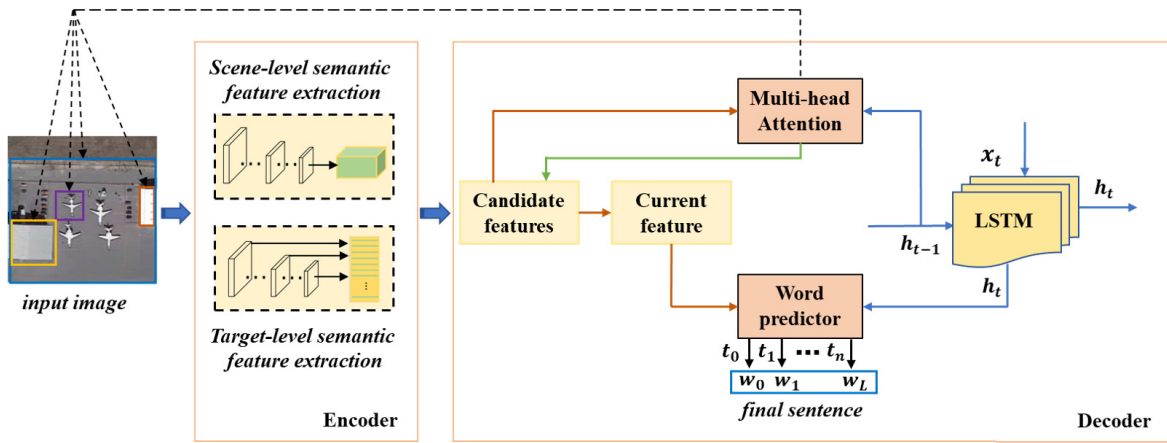 Scene-level semantic
feature extraction
input image
Target-level semantic
feature extraction
Encoder
Multi-head
Attention
Candidate
features
Current
feature
x_t
h_t
LSTM
h_{t-1}
h_t
Word
predictor
t_0 t_1 ... t_n
w_0 w_1 w_L
final sentence
Decoder